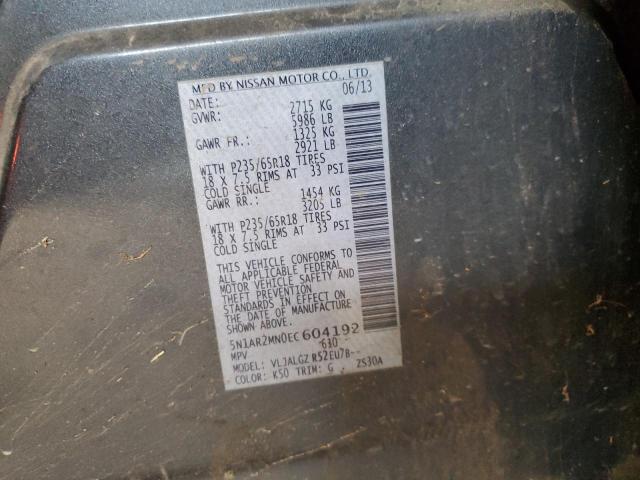 MFD BY NISSAN MOTOR CO., LTD.
DATE: 06/13
GVWR: 2715 KG
5986 LB
GAWR FR.: 1325 KG
2921 LB
WITH P235/65R18 TIRES
18 X 7.5 RIMS AT 33 PSI
COLD SINGLE
GAWR RR.: 1454 KG
3205 LB
WITH P235/65R18 TIRES
18 X 7.5 RIMS AT 33 PSI
COLD SINGLE
THIS VEHICLE CONFORMS TO
ALL APPLICABLE FEDERAL
MOTOR VEHICLE SAFETY AND
THEFT PREVENTION
STANDARDS IN EFFECT ON
THE DATE OF MANUFACTURE
SHOWN ABOVE.
5N1AR2MN0EC604192
MPV 630
MODEL: VLJALGZ R52EU7B--
COLOR: K50 TRIM: G . ZS30A